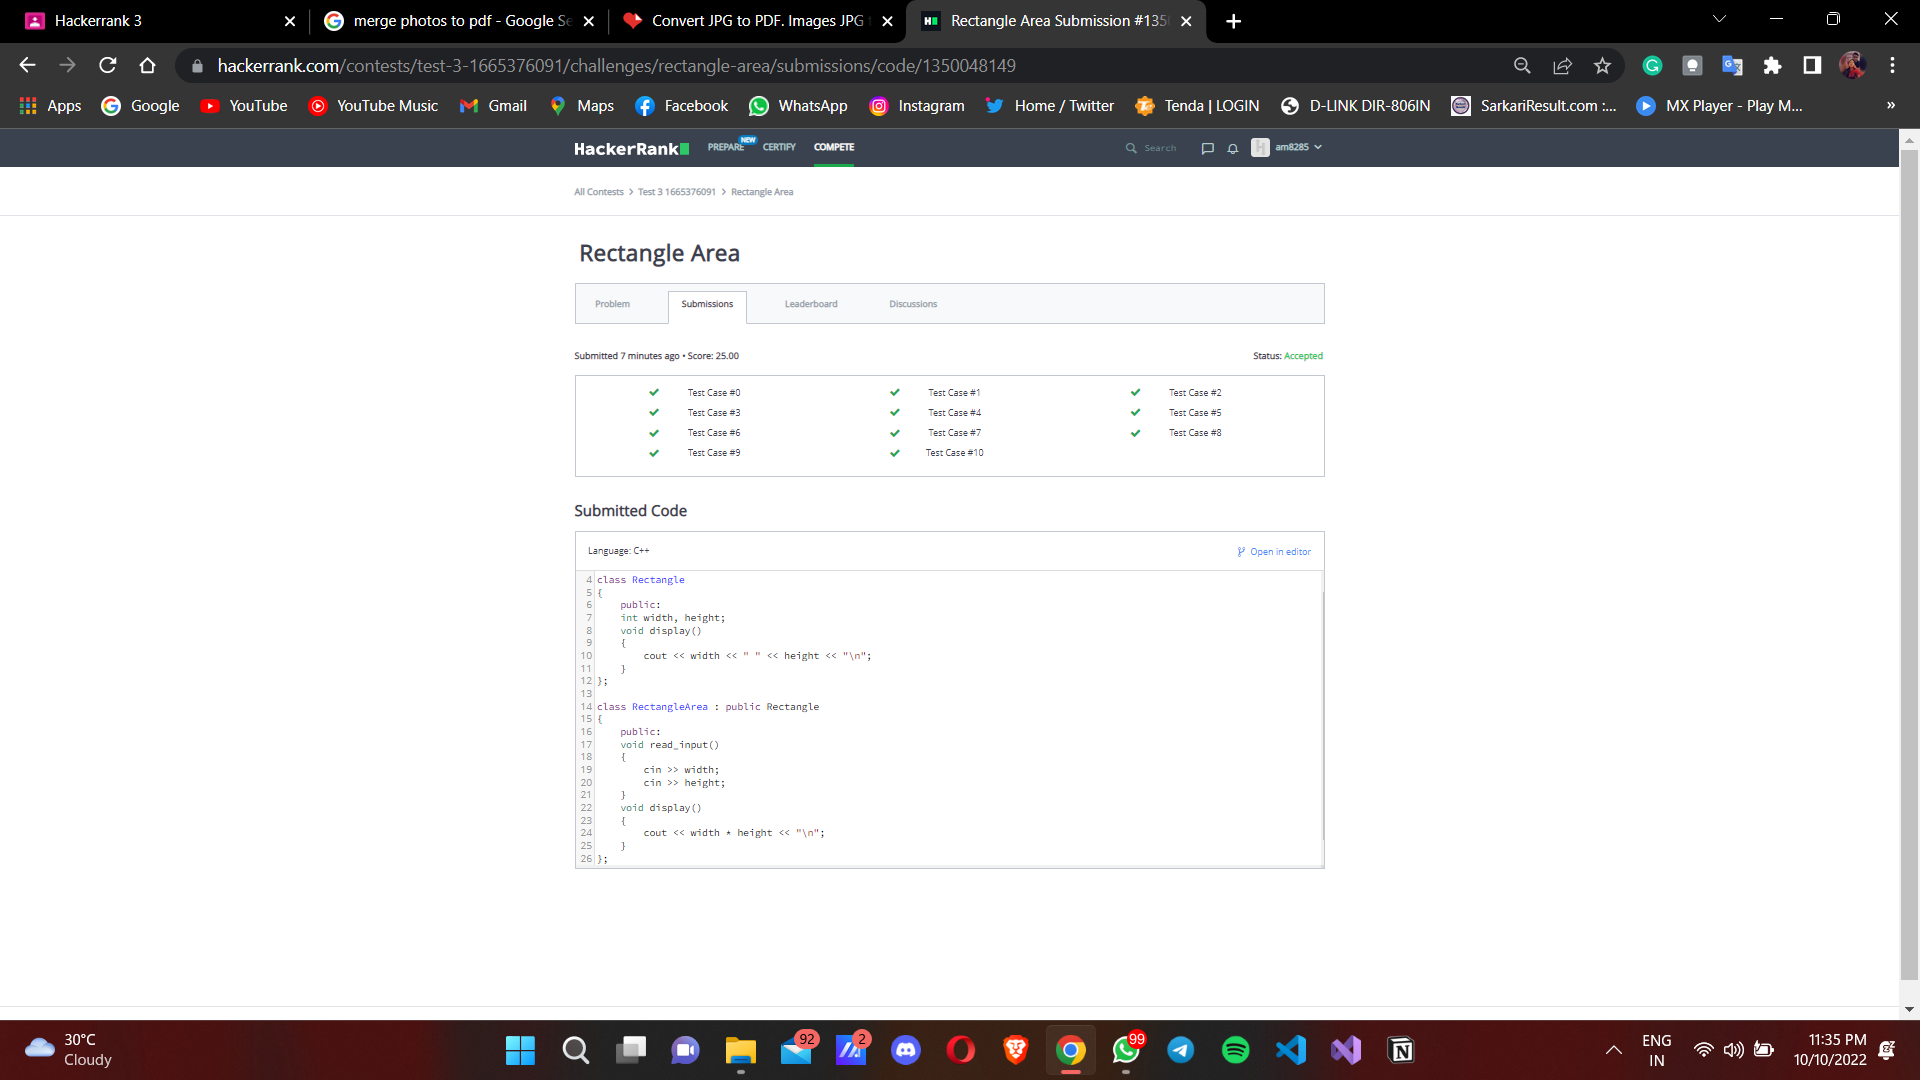 Hackerrank 3
merge photos to pdf - Google Se
Convert JPG to PDF. Images JPG
Rectangle Area Submission #135
hackerrank.com/contests/test-3-1665376091/challenges/rectangle-area/submissions/code/1350048149
Apps Google YouTube YouTube Music Gmail Maps Facebook WhatsApp Instagram Home / Twitter Tenda | LOGIN D-LINK DIR-806IN SarkariResult.com :... MX Player - Play M... »
HackerRank PREPARE NEW CERTIFY COMPETE Search am8285
All Contests > Test 3 1665376091 > Rectangle Area
Rectangle Area
Problem Submissions Leaderboard Discussions
Submitted 7 minutes ago • Score: 25.00 Status: Accepted
Test Case #0 Test Case #1 Test Case #2
Test Case #3 Test Case #4 Test Case #5
Test Case #6 Test Case #7 Test Case #8
Test Case #9 Test Case #10
Submitted Code
Language: C++ Open in editor
4 class Rectangle
5 {
6 public:
7 int width, height;
8 void display()
9 {
10 cout << width << " " << height << "\n";
11 }
12 };
13
14 class RectangleArea : public Rectangle
15 {
16 public:
17 void read_input()
18 {
19 cin >> width;
20 cin >> height;
21 }
22 void display()
23 {
24 cout << width * height << "\n";
25 }
26 };
30°C
Cloudy
92
2
99
ENG
IN
11:35 PM
10/10/2022